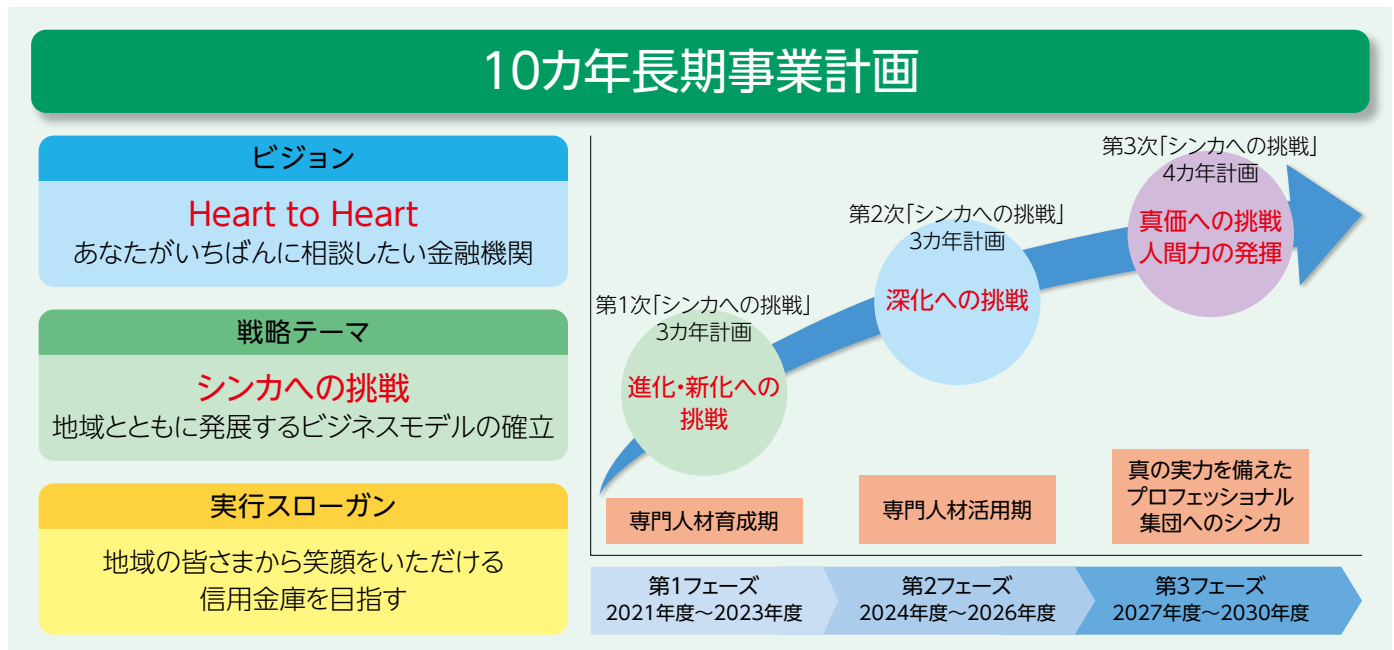 10カ年長期事業計画
ビジョン
Heart to Heart
あなたがいちばんに相談したい金融機関
戦略テーマ
シンカへの挑戦
地域とともに発展するビジネスモデルの確立
実行スローガン
地域の皆さまから笑顔をいただける
信用金庫を目指す
第1次「シンカへの挑戦」
3カ年計画
進化・新化への
挑戦
専門人材育成期
第1フェーズ
2021年度～2023年度
第2次「シンカへの挑戦」
3カ年計画
深化への挑戦
専門人材活用期
第2フェーズ
2024年度～2026年度
第3次「シンカへの挑戦」
4カ年計画
真価への挑戦
人間力の発揮
真の実力を備えた
プロフェッショナル
集団へのシンカ
第3フェーズ
2027年度～2030年度